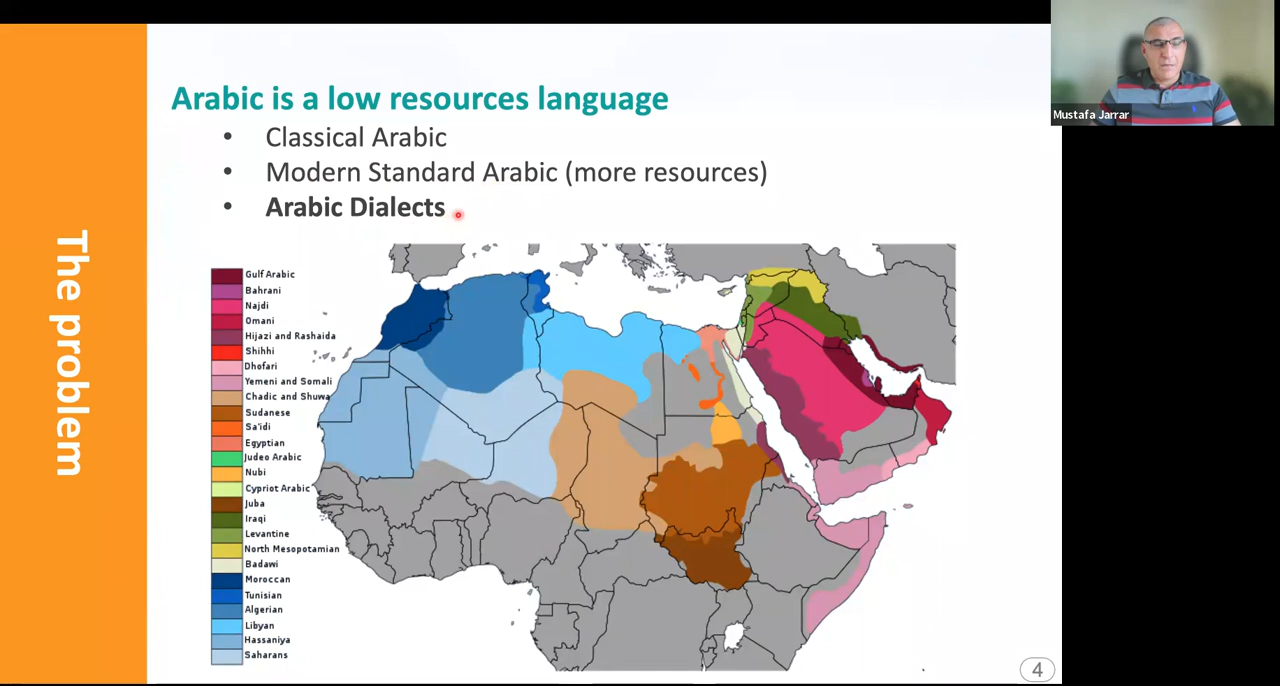 The problem
Arabic is a low resources language
• Classical Arabic
• Modern Standard Arabic (more resources)
• Arabic Dialects
Gulf Arabic
Bahrani
Najdi
Omani
Hijazi and Rashaida
Shihhi
Dhofari
Yemeni and Somali
Chadic and Shuwa
Sudanese
Sa'idi
Egyptian
Judeo Arabic
Nubi
Cypriot Arabic
Juba
Iraqi
Levantine
North Mesopotamian
Badawi
Moroccan
Tunisian
Algerian
Libyan
Hassaniya
Saharans
4
Mustafa Jarrar